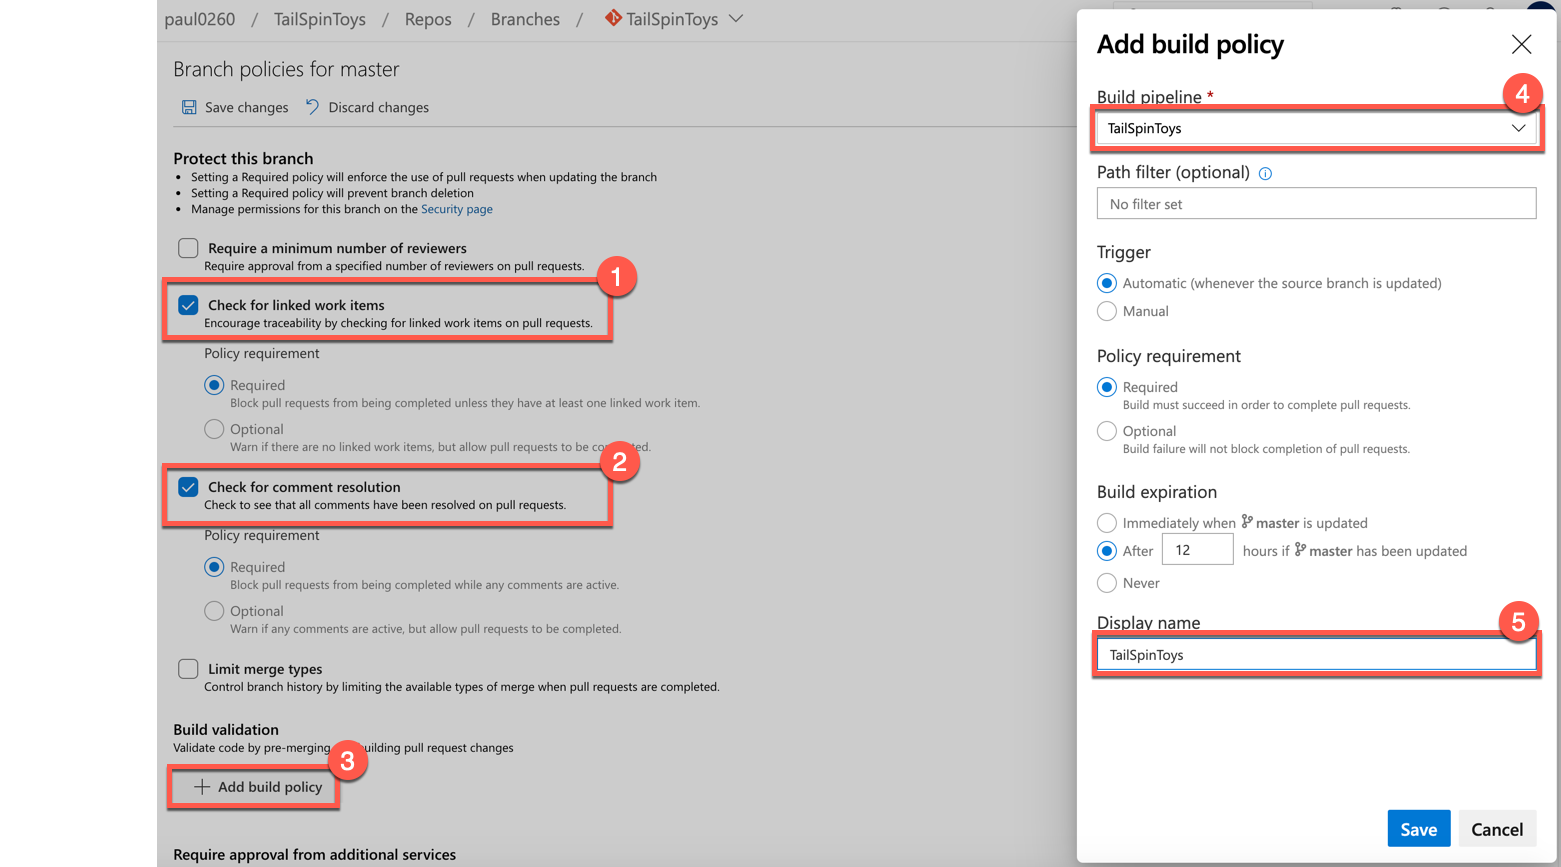 paul0260 / TailSpinToys / Repos / Branches / TailSpinToys
Branch policies for master
Save changes Discard changes
Protect this branch
• Setting a Required policy will enforce the use of pull requests when updating the branch
• Setting a Required policy will prevent branch deletion
• Manage permissions for this branch on the Security page
Require a minimum number of reviewers
Require approval from a specified number of reviewers on pull requests.
1
Check for linked work items
Encourage traceability by checking for linked work items on pull requests.
Policy requirement
Required
Block pull requests from being completed unless they have at least one linked work item.
Optional
Warn if there are no linked work items, but allow pull requests to be
2
Check for comment resolution
Check to see that all comments have been resolved on pull requests.
Policy requirement
Required
Block pull requests from being completed while any comments are active.
Optional
Warn if any comments are active, but allow pull requests to be completed.
Limit merge types
Control branch history by limiting the available types of merge when pull requests are completed.
Build validation
Validate code by pre-merging uilding pull request changes
3
+ Add build policy
Require approval from additional services
Add build policy
Build pipeline *
4
TailSpinToys
Path filter (optional)
No filter set
Trigger
Automatic (whenever the source branch is updated)
Manual
Policy requirement
Required
Build must succeed in order to complete pull requests.
Optional
Build failure will not block completion of pull requests.
Build expiration
Immediately when master is updated
After 12 hours if master has been updated
Never
Display name
5
TailSpinToys
Save Cancel